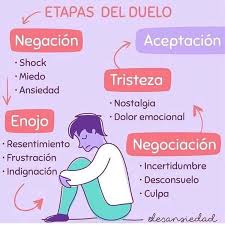 ETAPAS DEL DUELO
Negación
• Shock
• Miedo
• Ansiedad
Enojo
• Resentimiento
• Frustración
• Indignación
Negociación
• Incertidumbre
• Desconsuelo
• Culpa
Tristeza
• Nostalgia
• Dolor emocional
Aceptación
desansiedad